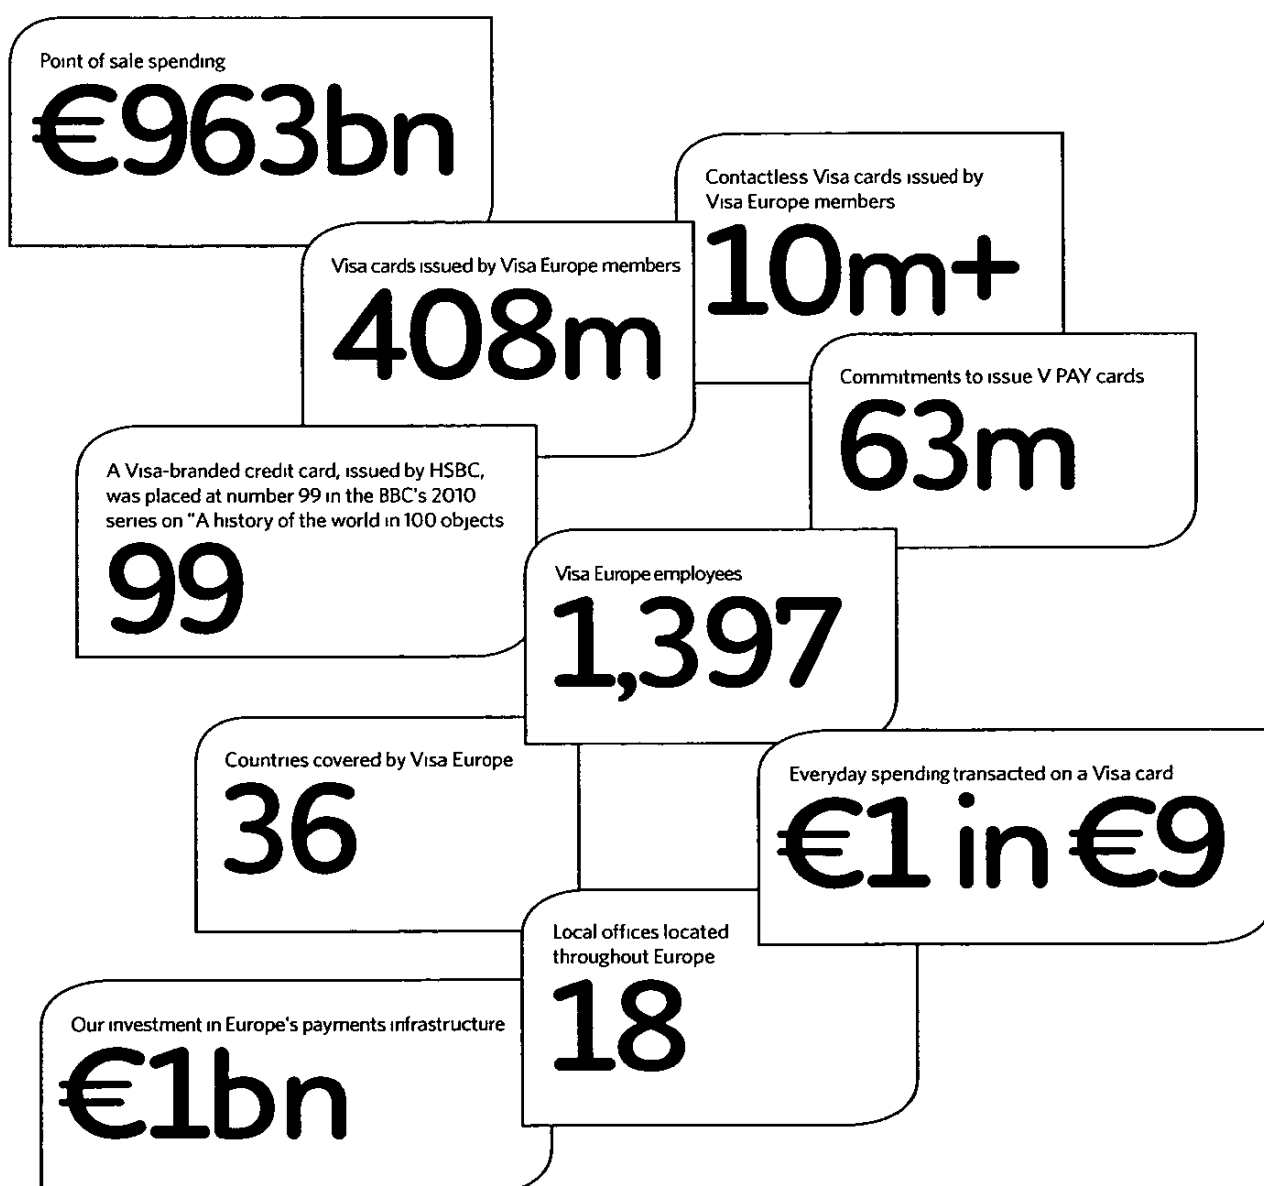 Point of sale spending
€963bn
Contactless Visa cards issued by
Visa Europe members
10m+
Visa cards issued by Visa Europe members
408m
Commitments to issue V PAY cards
63m
A Visa-branded credit card, issued by HSBC,
was placed at number 99 in the BBC's 2010
series on "A history of the world in 100 objects
99
Visa Europe employees
1,397
Countries covered by Visa Europe
36
Everyday spending transacted on a Visa card
€1 in €9
Local offices located
throughout Europe
18
Our investment in Europe's payments infrastructure
€1bn